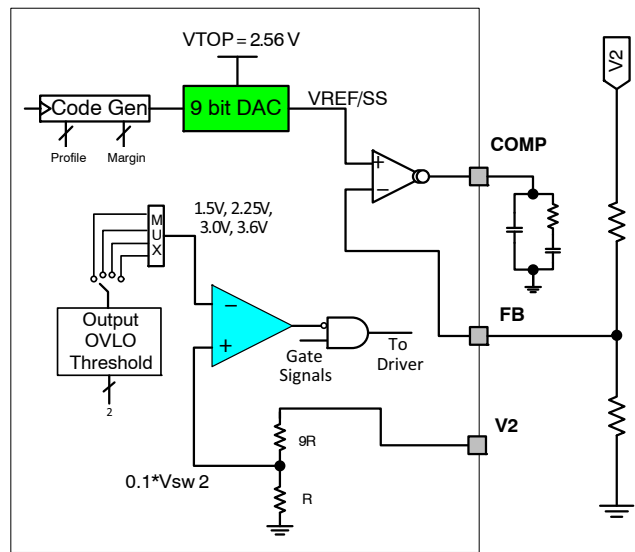 VTOP = 2.56 V
Code Gen
9 bit DAC
VREF/SS
Profile
Margin
+
−
COMP
V2
1.5V, 2.25V,
3.0V, 3.6V
MUX
Output
OVLO
Threshold
2
−
+
Gate
Signals
To
Driver
FB
V2
9R
R
0.1*Vsw 2